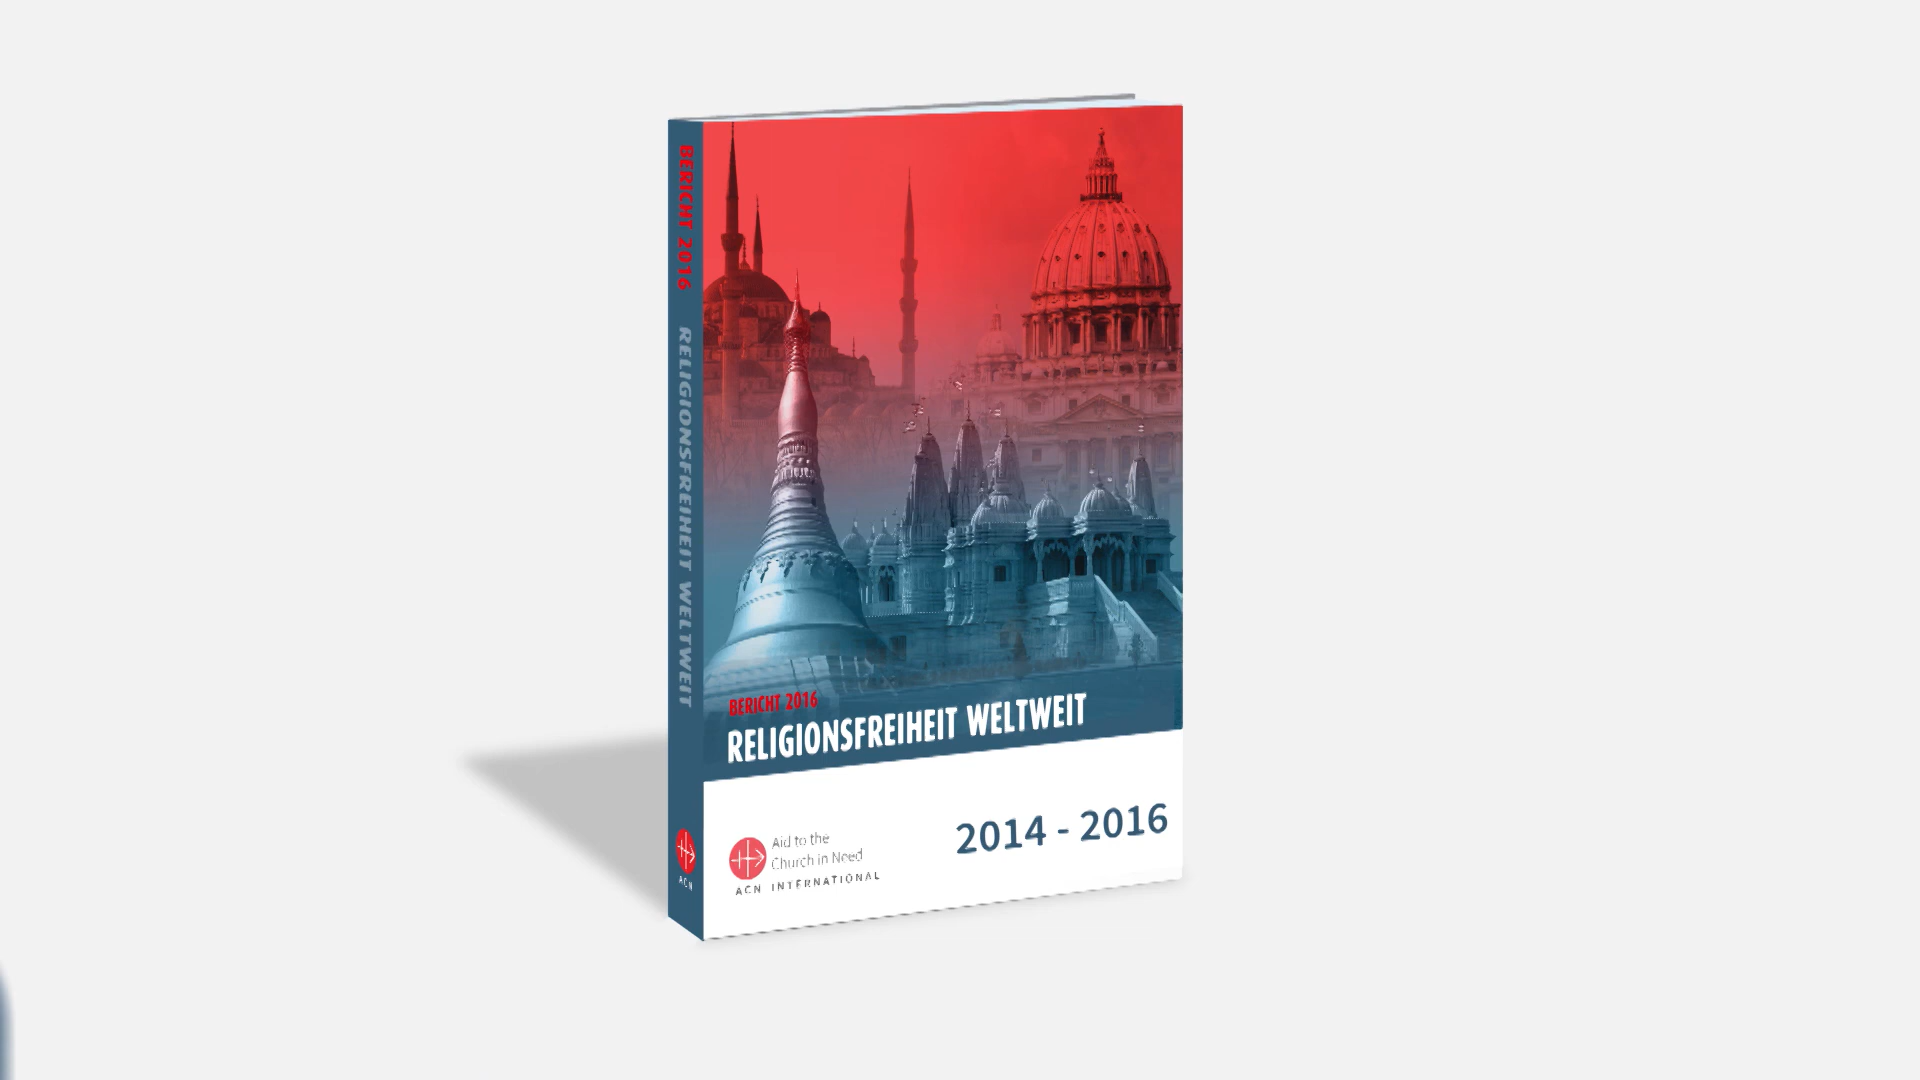 BERICHT 2016 RELIGIONSFREIHEIT WELTWEIT
ACN
BERICHT 2016
RELIGIONSFREIHEIT WELTWEIT
Aid to the
Church in Need
ACN INTERNATIONAL
2014 - 2016